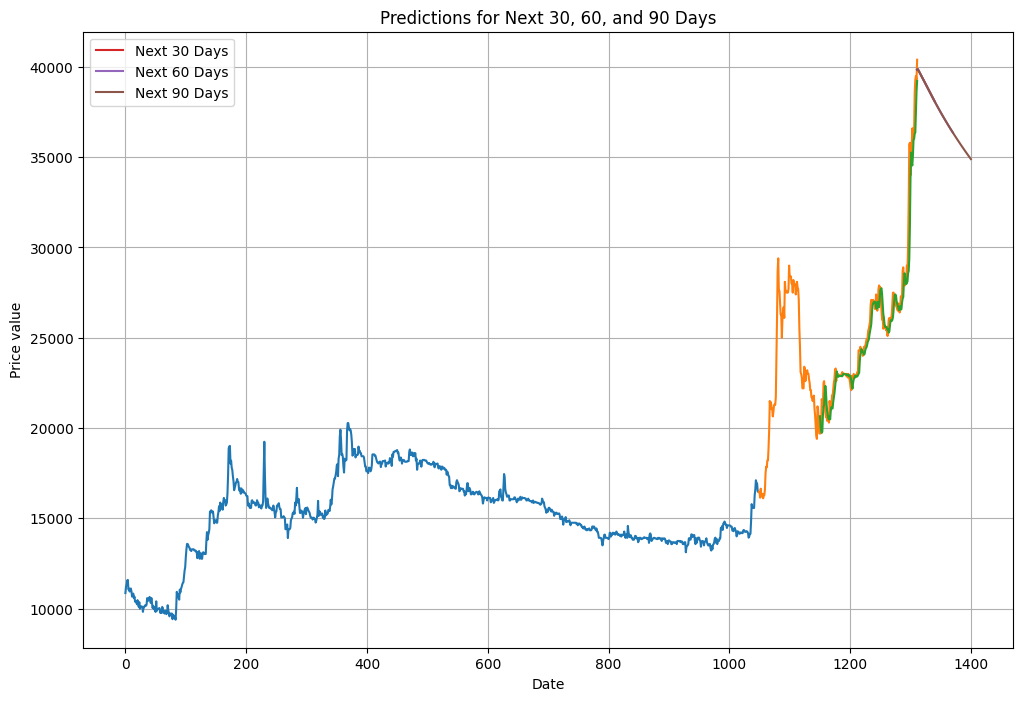 Predictions for Next 30, 60, and 90 Days
Next 30 Days
Next 60 Days
Next 90 Days
Price value
40000
35000
30000
25000
20000
15000
10000
0 200 400 600 800 1000 1200 1400
Date